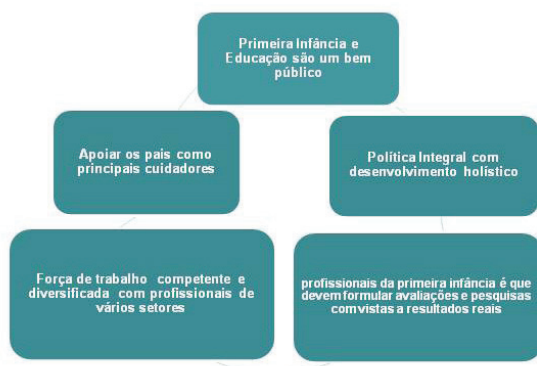 Primeira Infância e
Educação são um bem
público
Apoiar os pais como
principais cuidadores
Política Integral com
desenvolvimento holístico
Força de trabalho competente e
diversificada com profissionais de
vários setores
profissionais da primeira infância é que
devem formular avaliações e pesquisas
com vistas a resultados reais